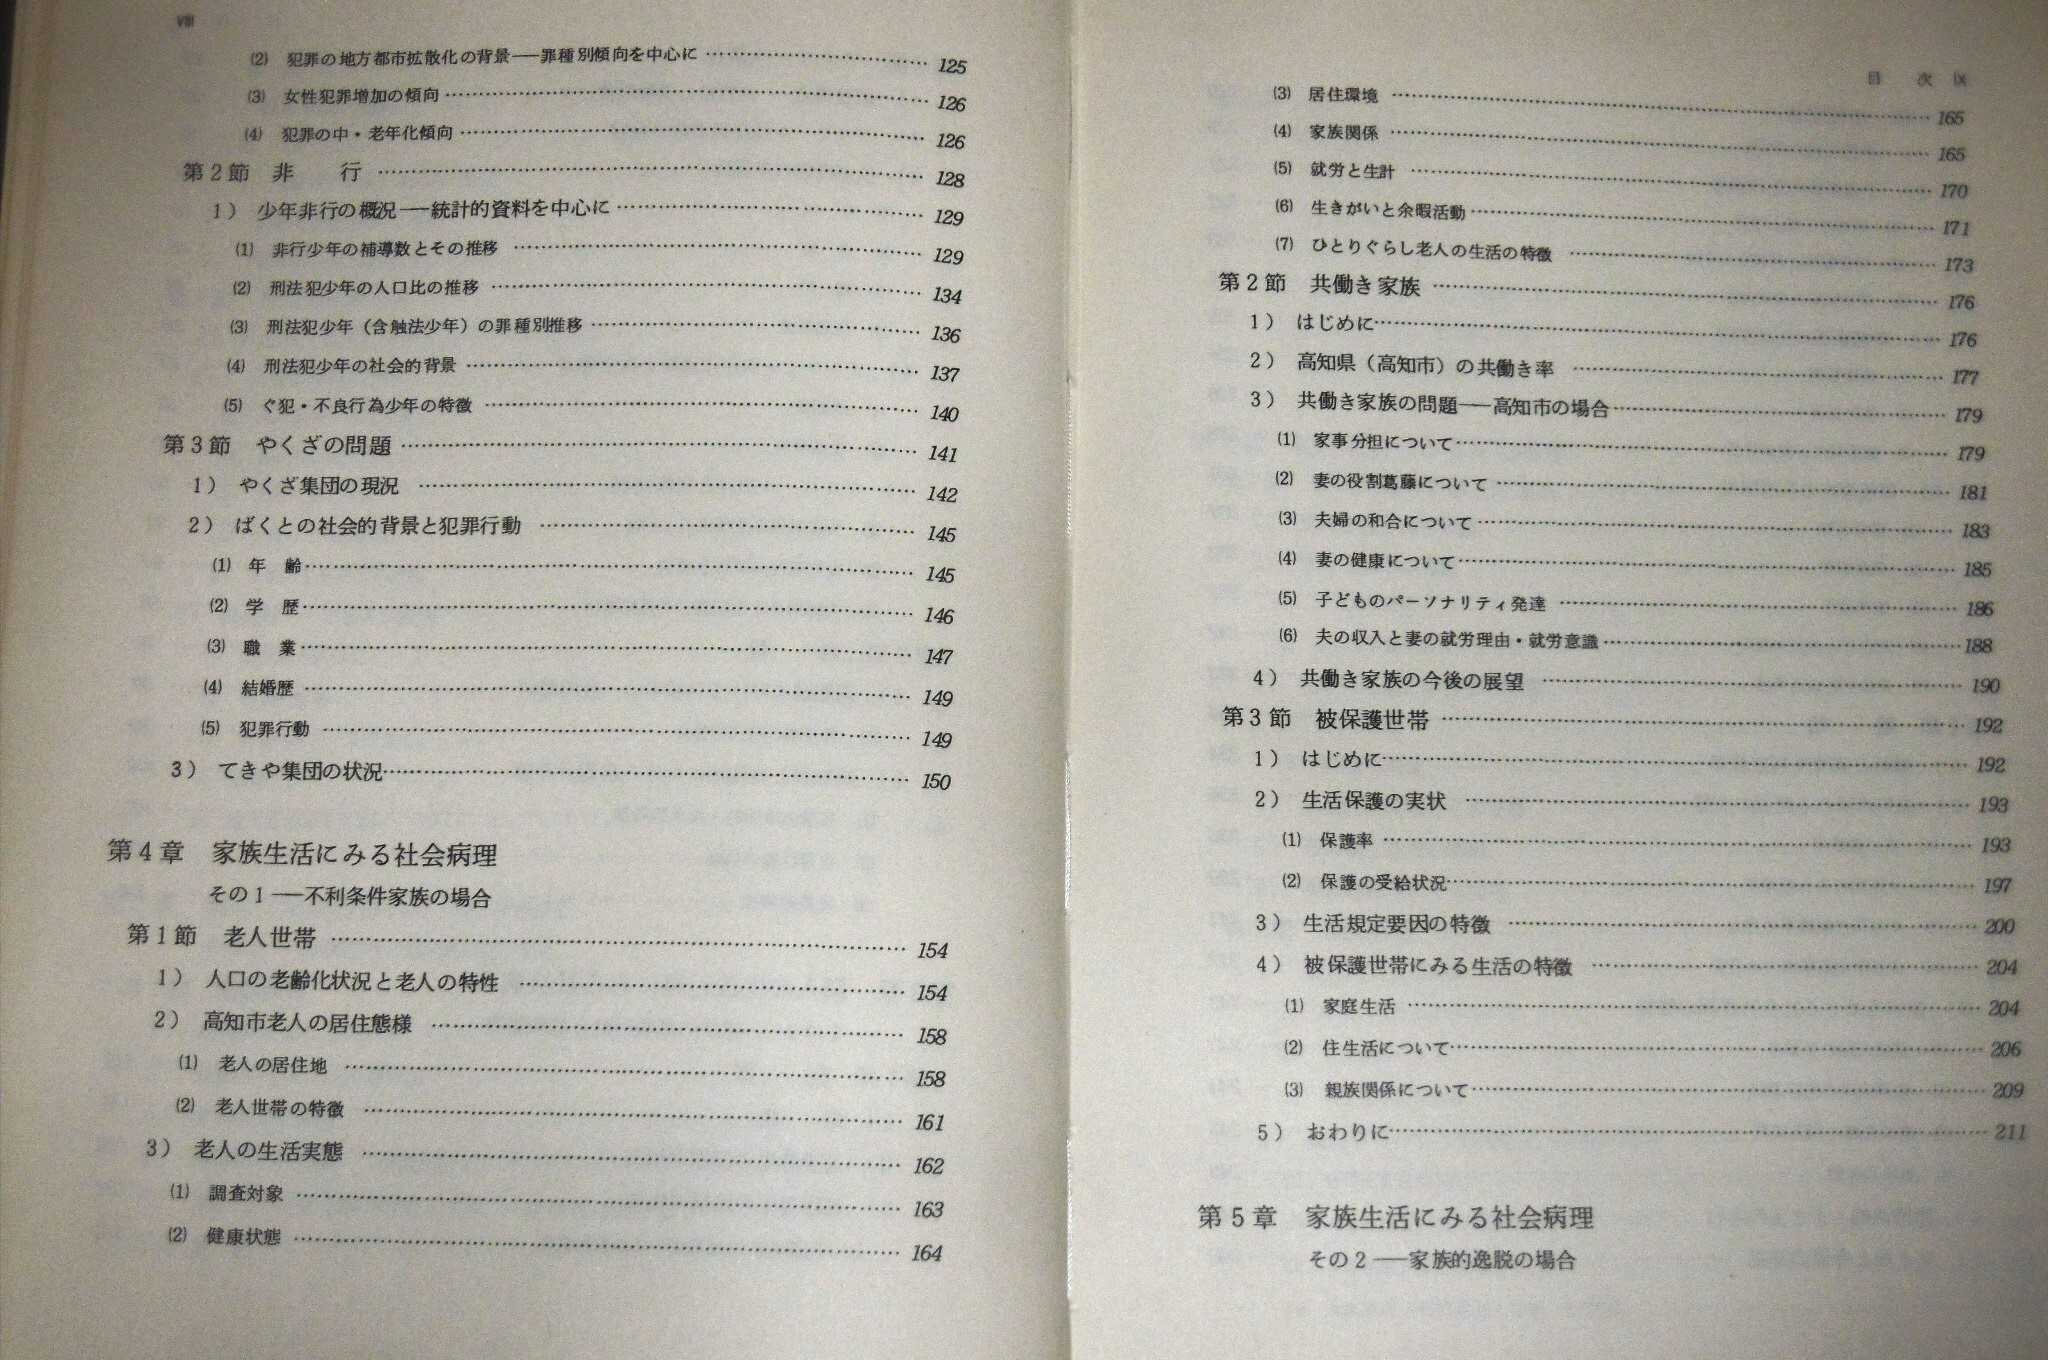 viii
(2) 犯罪の地方都市拡散化の背景──罪種別傾向を中心に 125
(3) 女性犯罪増加の傾向 126
(4) 犯罪の中・老年化傾向 126
第2節 非　行 128
1) 少年非行の概況──統計的資料を中心に 129
(1) 非行少年の補導数とその推移 129
(2) 刑法犯少年の人口比の推移 134
(3) 刑法犯少年（含触法少年）の罪種別推移 136
(4) 刑法犯少年の社会的背景 137
(5) ぐ犯・不良行為少年の特徴 140
第3節 やくざの問題 141
1) やくざ集団の現況 142
2) ばくとの社会的背景と犯罪行動 145
(1) 年　齢 145
(2) 学　歴 146
(3) 職　業 147
(4) 結婚歴 149
(5) 犯罪行動 149
3) てきや集団の状況 150
第4章 家族生活にみる社会病理
その1──不利条件家族の場合
第1節 老人世帯 154
1) 人口の老齢化状況と老人の特性 154
2) 高知市老人の居住態様 158
(1) 老人の居住地 158
(2) 老人世帯の特徴 161
3) 老人の生活実態 162
(1) 調査対象 163
(2) 健康状態 164
目　次 ix
(3) 居住環境 165
(4) 家族関係 165
(5) 就労と生計 170
(6) 生きがいと余暇活動 171
(7) ひとりぐらし老人の生活の特徴 173
第2節 共働き家族 176
1) はじめに 176
2) 高知県（高知市）の共働き率 177
3) 共働き家族の問題──高知市の場合 179
(1) 家事分担について 179
(2) 妻の役割葛藤について 181
(3) 夫婦の和合について 183
(4) 妻の健康について 185
(5) 子どものパーソナリティ発達 186
(6) 夫の収入と妻の就労理由・就労意識 188
4) 共働き家族の今後の展望 190
第3節 被保護世帯 192
1) はじめに 192
2) 生活保護の実状 193
(1) 保護率 193
(2) 保護の受給状況 197
3) 生活規定要因の特徴 200
4) 被保護世帯にみる生活の特徴 204
(1) 家庭生活 204
(2) 住生活について 206
(3) 親族関係について 209
5) おわりに 211
第5章 家族生活にみる社会病理
その2──家族的逸脱の場合